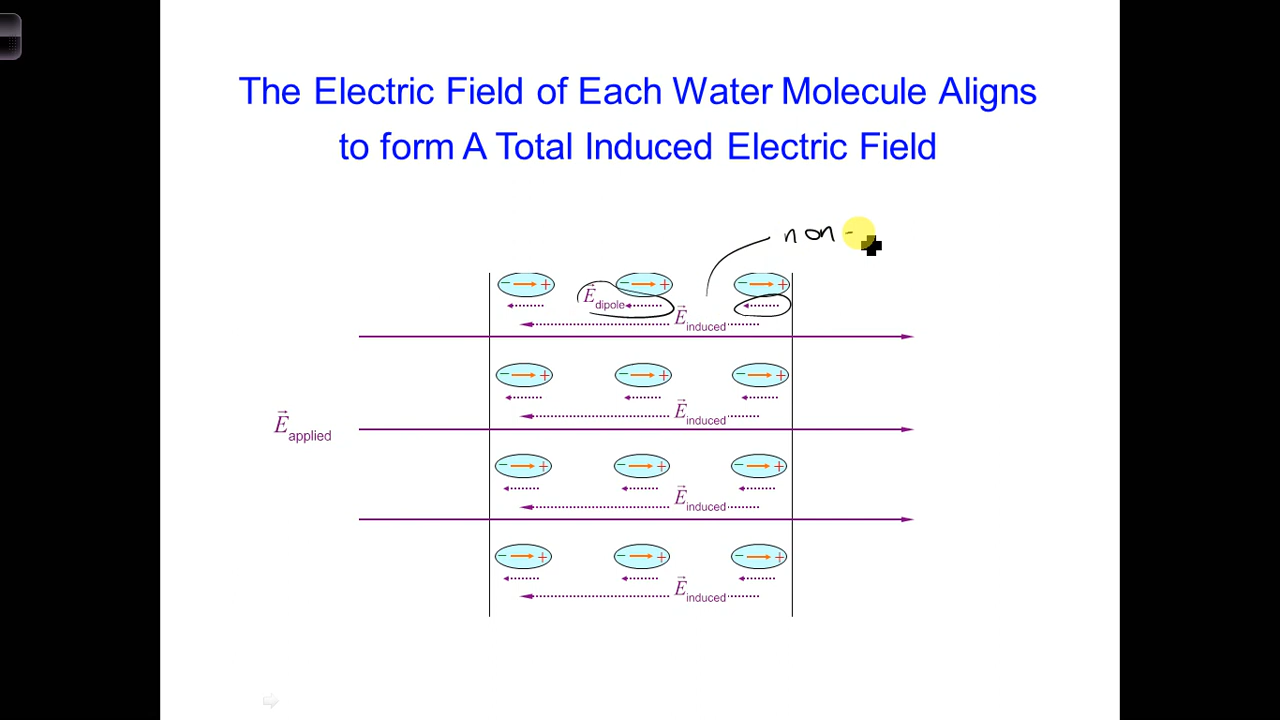 The Electric Field of Each Water Molecule Aligns
to form A Total Induced Electric Field
non-
− + − + − +
E⃗dipole
E⃗induced
− + − + − +
E⃗induced
E⃗applied
− + − + − +
E⃗induced
− + − + − +
E⃗induced